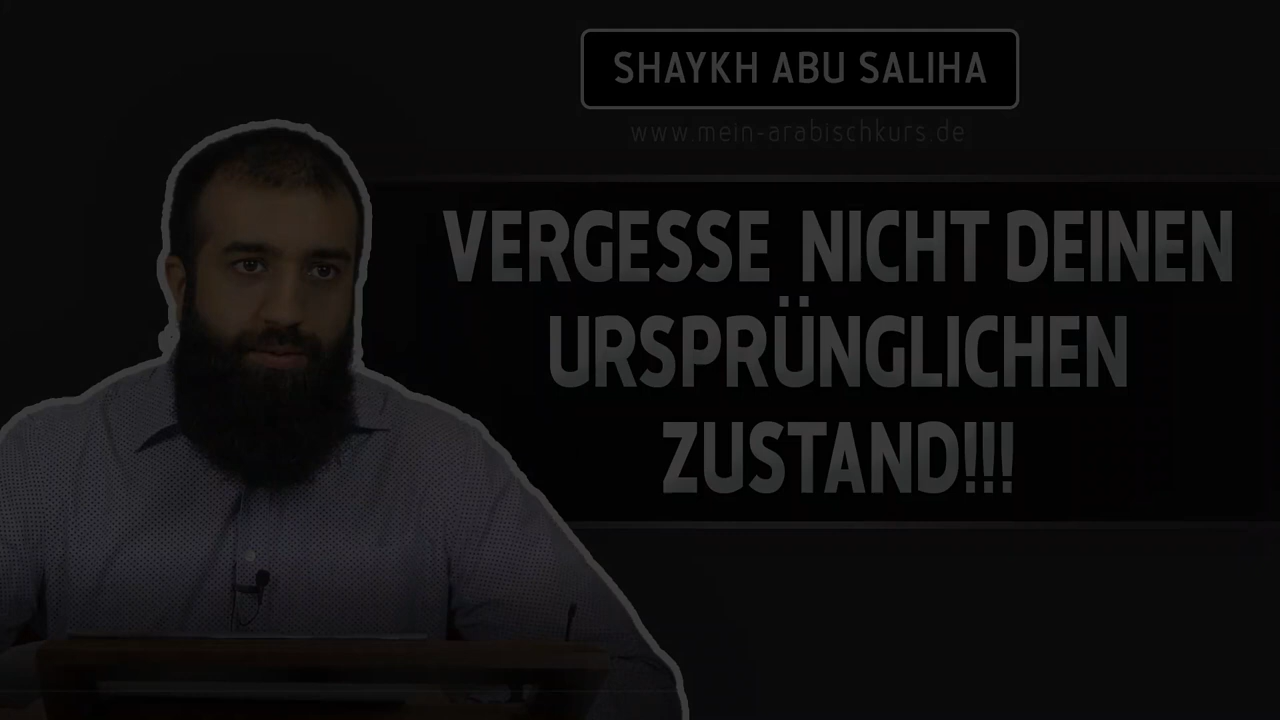 SHAYKH ABU SALIHA
www.mein-arabischkurs.de
VERGESSE NICHT DEINEN
URSPRÜNGLICHEN
ZUSTAND!!!